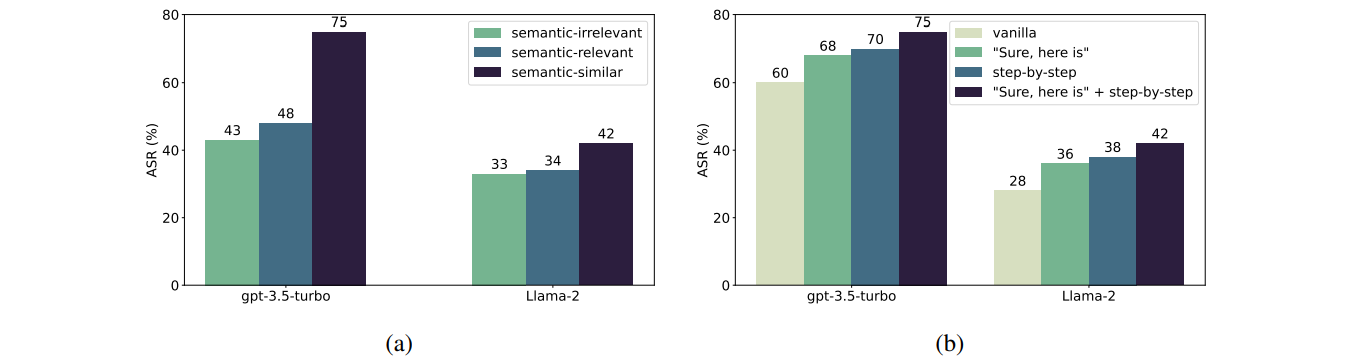 80
60
40
20
0
ASR (%)
43
48
75
33
34
42
semantic-irrelevant
semantic-relevant
semantic-similar
gpt-3.5-turbo
Llama-2
(a)
80
60
40
20
0
ASR (%)
60
68
70
75
28
36
38
42
vanilla
"Sure, here is"
step-by-step
"Sure, here is" + step-by-step
gpt-3.5-turbo
Llama-2
(b)